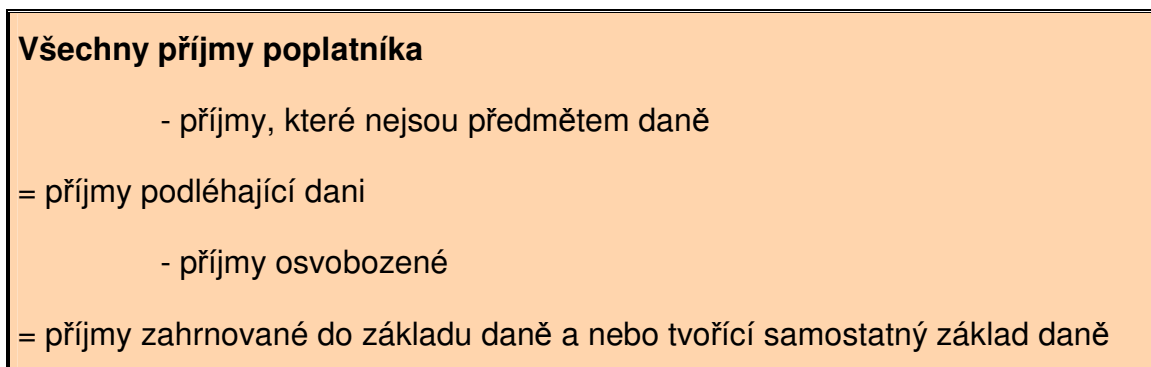 Všechny příjmy poplatníka
- příjmy, které nejsou předmětem daně
= příjmy podléhající dani
- příjmy osvobozené
= příjmy zahrnované do základu daně a nebo tvořící samostatný základ daně